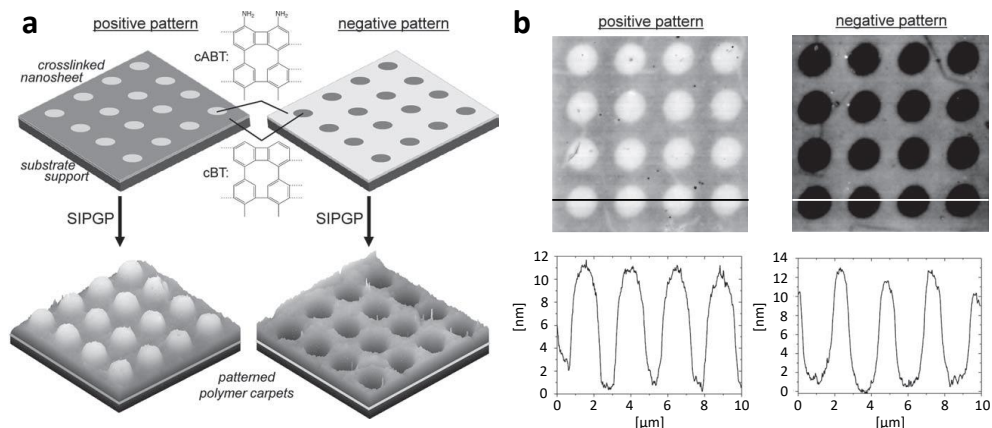 a
positive pattern
negative pattern
NH₂ NH₂
cABT:
crosslinked
nanosheet
cBT:
substrate
support
SIPGP
SIPGP
patterned
polymer carpets
b
positive pattern
negative pattern
12
10
8
6
4
2
0
[nm]
0 2 4 6 8 10
[µm]
14
12
10
8
6
4
2
0
[nm]
0 2 4 6 8 10
[µm]